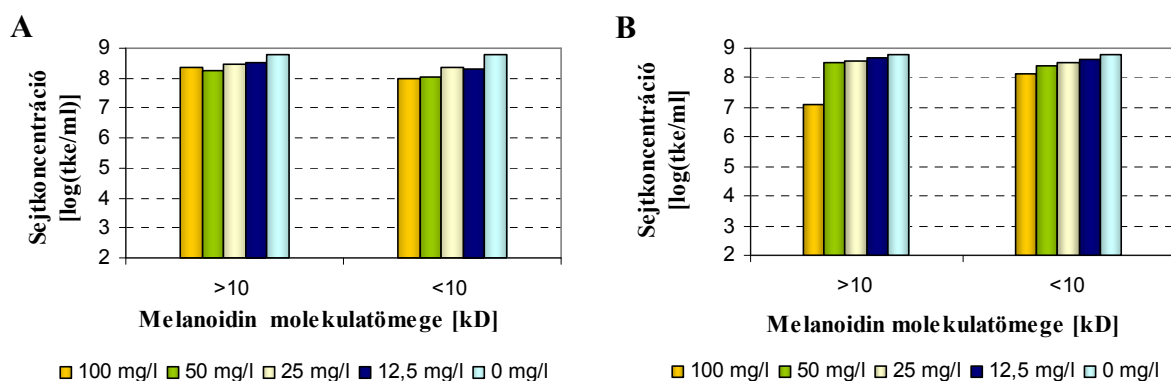 A
Sejtkoncentráció
[log(tke/ml)]
9
8
7
6
5
4
3
2
>10
<10
Melanoidin molekulatömege [kD]
100 mg/l
50 mg/l
25 mg/l
12,5 mg/l
0 mg/l
B
Sejtkoncentráció
[log(tke/ml]
9
8
7
6
5
4
3
2
>10
<10
Melanoidin molekulatömege [kD]
100 mg/l
50 mg/l
25 mg/l
12,5 mg/l
0 mg/l